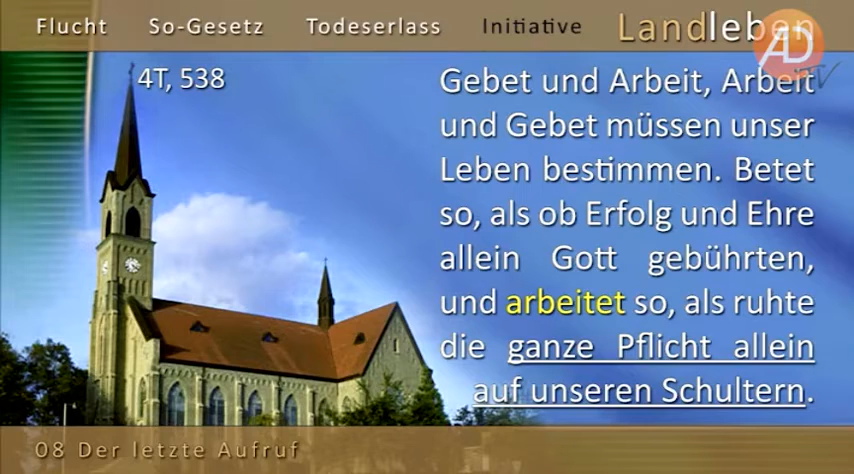 Flucht So-Gesetz Todeserlass Initiative Landleben
AD
TV
4T, 538
Gebet und Arbeit, Arbeit
und Gebet müssen unser
Leben bestimmen. Betet
so, als ob Erfolg und Ehre
allein Gott gebührten,
und arbeitet so, als ruhte
die ganze Pflicht allein
auf unseren Schultern.
08 Der letzte Aufruf